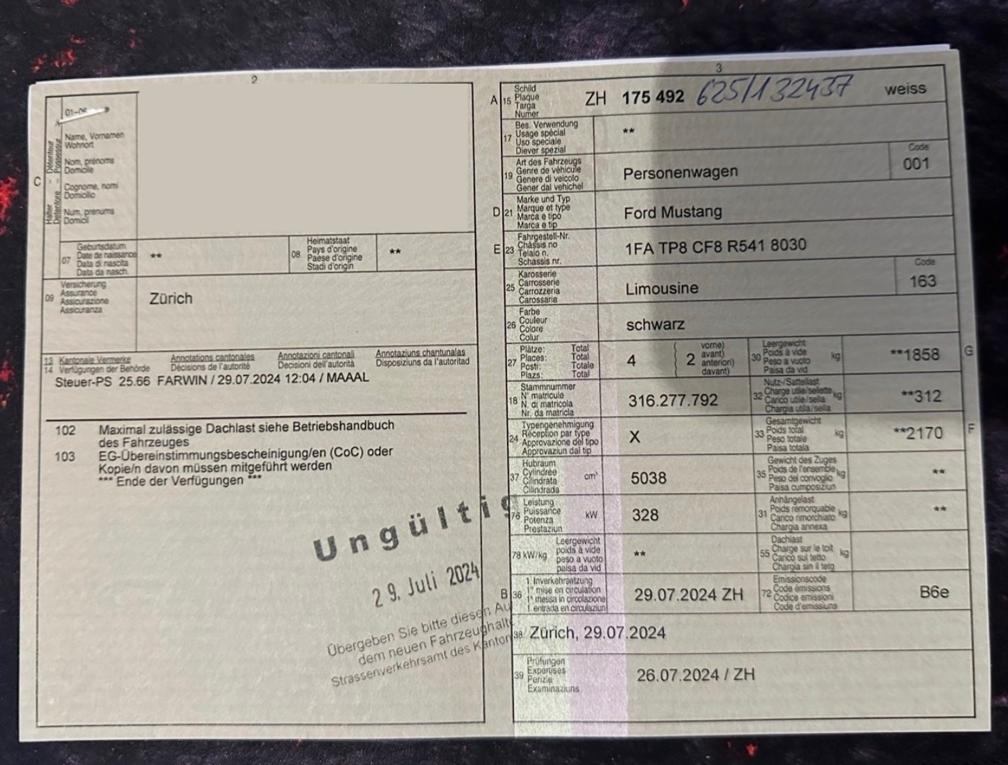 2
01-06
Halter - Détenteur
Detentore - Possessur
C
Name, Vornamen
Wohnort
Nom, prénoms
Domicile
Cognome, nomi
Domicilio
Num, prenums
Domicil
07
Geburtsdatum
Date de naissance
Data di nascita
Data da nasch.
**
08
Heimatstaat
Pays d'origine
Paese d'origine
Stadi d'origin
**
09
Versicherung
Assurance
Assicurazione
Assicuranza
Zürich
13 Kantonale Vermerke Annotations cantonales Annotazioni cantonali Annotaziuns chantunalas
14 Verfügungen der Behörde Décisions de l'autorité Decisioni dell'autorità Disposiziuns da l'autoritad
Steuer-PS 25.66 FARWIN / 29.07.2024 12:04 / MAAAL
102 Maximal zulässige Dachlast siehe Betriebshandbuch
des Fahrzeuges
103 EG-Übereinstimmungsbescheinigung/en (CoC) oder
Kopie/n davon müssen mitgeführt werden
*** Ende der Verfügungen ***
Ungültig
29. Juli 2024
Übergeben Sie bitte diesen Au
dem neuen Fahrzeughalt
Strassenverkehrsamt des Kanton
3
A 15
Schild
Plaque
Targa
Numer
ZH 175 492 625/132457 weiss
17
Bes. Verwendung
Usage spécial
Uso speciale
Diever spezial
**
19
Art des Fahrzeugs
Genre de véhicule
Genere di veicolo
Gener dal vehichel
Personenwagen
Code
001
D 21
Marke und Typ
Marque et type
Marca e tipo
Marca e tip
Ford Mustang
E 23
Fahrgestell-Nr.
Châssis no
Telaio n.
Schassis nr.
1FA TP8 CF8 R541 8030
25
Karosserie
Carrosserie
Carrozzeria
Carossaria
Limousine
Code
163
26
Farbe
Couleur
Colore
Colur
schwarz
27
Plätze: Total
Places: Total
Posti: Totale
Plazs: Total
4
2
vorne)
avant)
anteriori)
davant)
30
Leergewicht
Poids à vide
Peso a vuoto
Paisa da vid
kg
**1858
G
18
Stammnummer
N° matricule
N. di matricola
Nr. da matricla
316.277.792
32
Nutz-/Sattellast
Charge utile/sellette
Carico utile/sella
Chargia utila/sella
kg
**312
24
Typengenehmigung
Réception par type
Approvazione del tipo
Approvaziun dal tip
X
33
Gesamtgewicht
Poids total
Peso totale
Paisa totala
kg
**2170
F
37
Hubraum
Cylindrée
Cilindrata
Cilindrada
cm³
5038
35
Gewicht des Zuges
Poids de l'ensemble
Peso del convoglio
Paisa cumposiziun
kg
**
76
Leistung
Puissance
Potenza
Prestaziun
kW
328
31
Anhängelast
Poids remorquable
Carico rimorchiato
Chargia annexa
kg
**
78 kW/kg
Leergewicht
poids à vide
peso a vuoto
paisa da vid
**
55
Dachlast
Charge sur le toit
Carico sul tetto
Chargia sin il tetg
kg
B 36
1. Inverkehrsetzung
1re mise en circulation
1a messa in circolazione
1. entrada en circulaziun
29.07.2024 ZH
72
Emissionscode
Code émissions
Codice emissioni
Code d'emissiuns
B6e
38 Zürich, 29.07.2024
39
Prüfungen
Expertises
Perizie
Examinaziuns
26.07.2024 / ZH